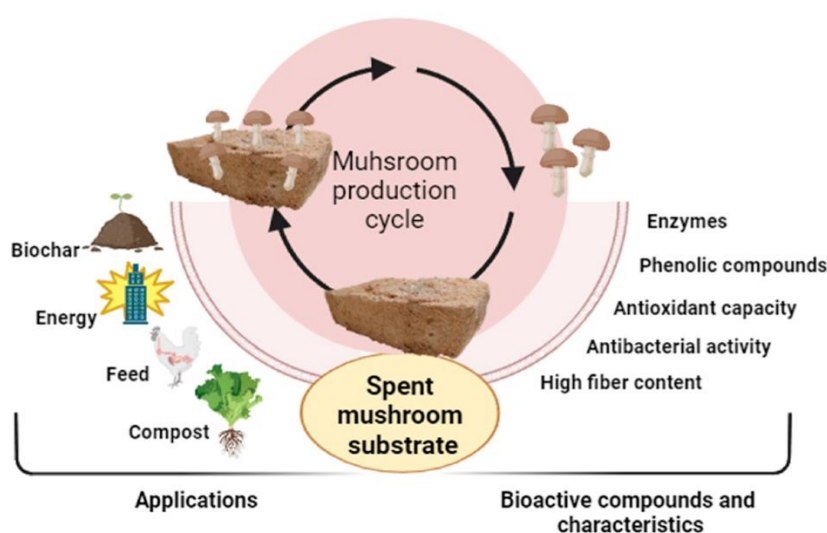 Muhsroom
production
cycle
Biochar
Energy
Feed
Compost
Enzymes
Phenolic compounds
Antioxidant capacity
Antibacterial activity
High fiber content
Spent
mushroom
substrate
Applications
Bioactive compounds and
characteristics